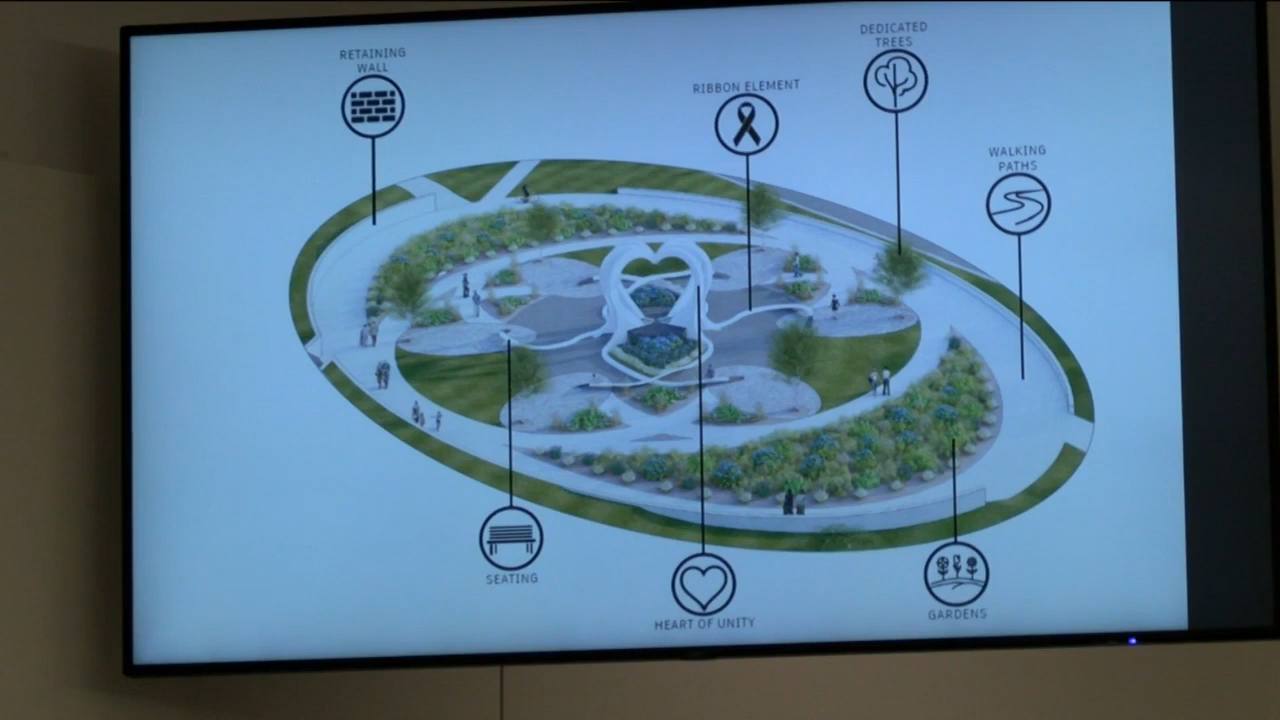 RETAINING
WALL
RIBBON ELEMENT
DEDICATED
TREES
WALKING
PATHS
SEATING
HEART OF UNITY
GARDENS